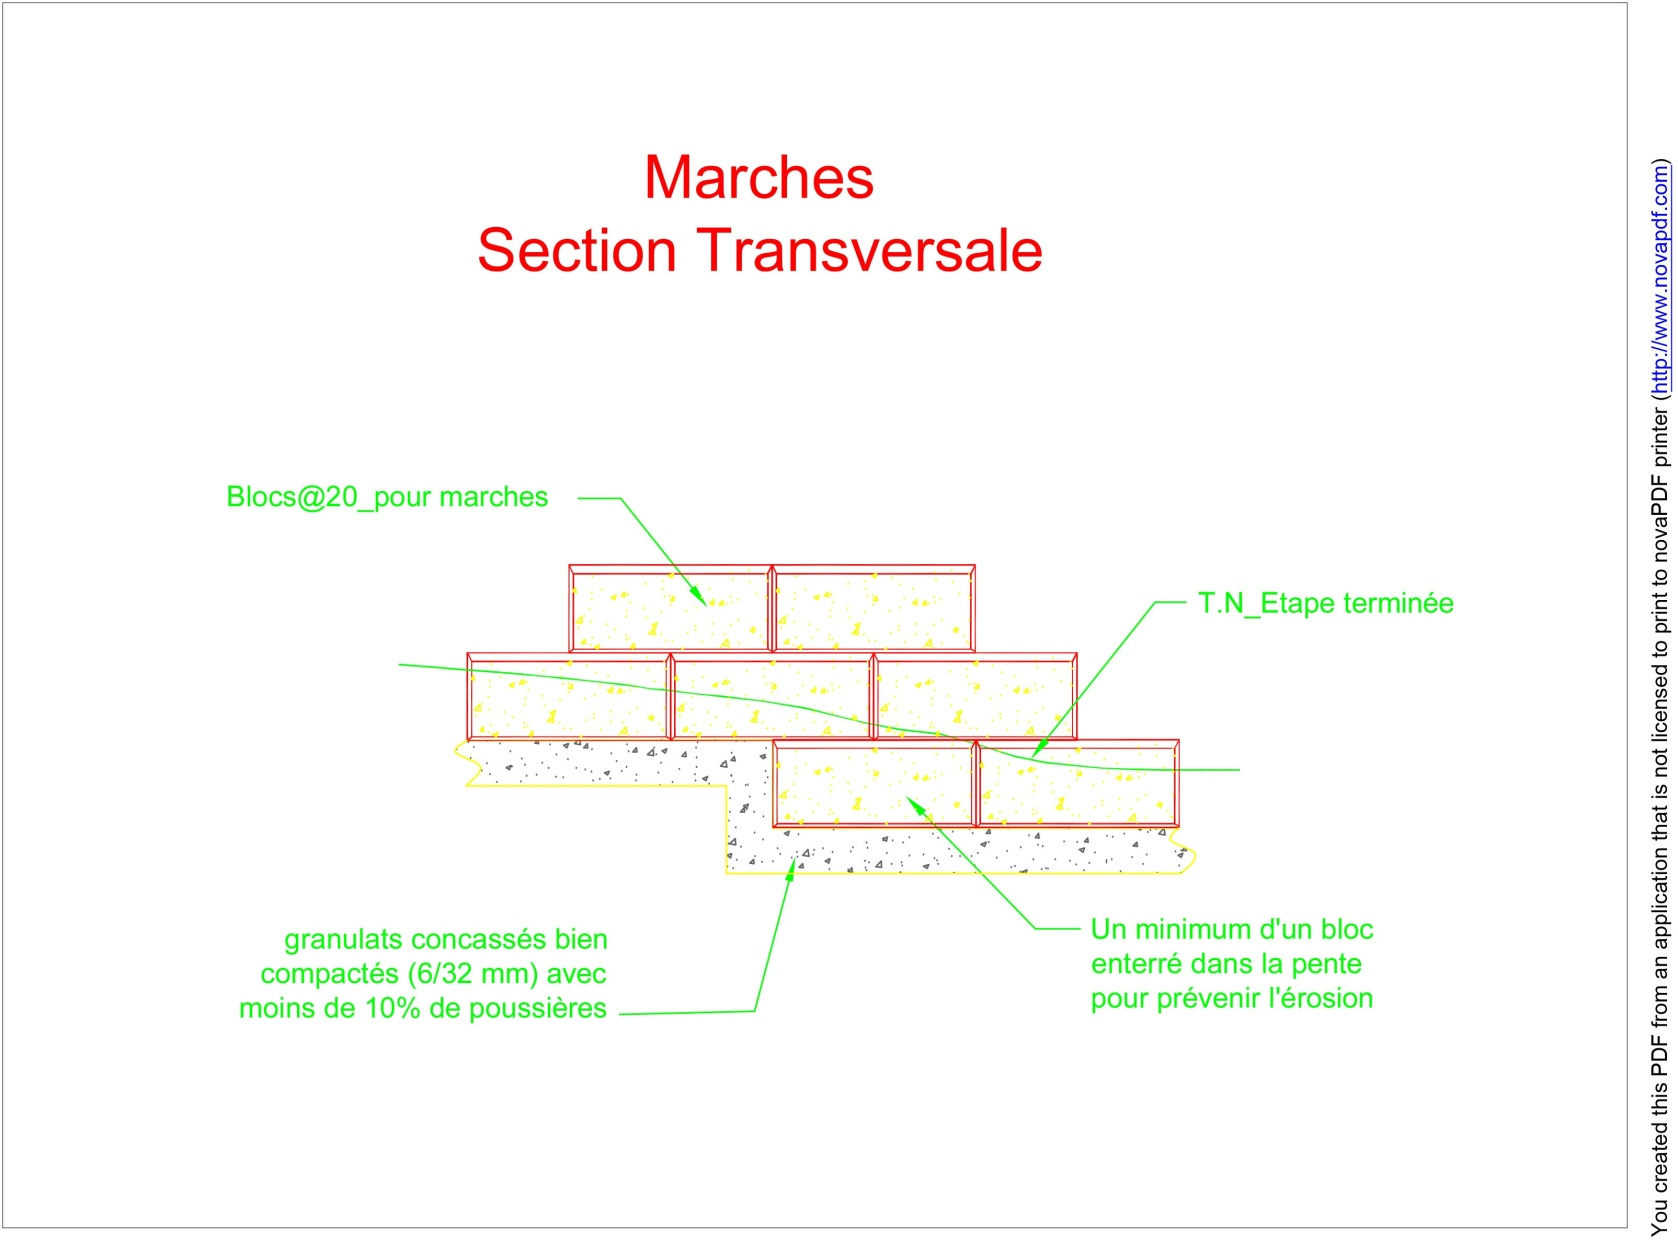 Marches
Section Transversale
Blocs@20_pour marches
T.N_Etape terminée
granulats concassés bien
compactés (6/32 mm) avec
moins de 10% de poussières
Un minimum d'un bloc
enterré dans la pente
pour prévenir l'érosion
You created this PDF from an application that is not licensed to print to novaPDF printer (http://www.novapdf.com)